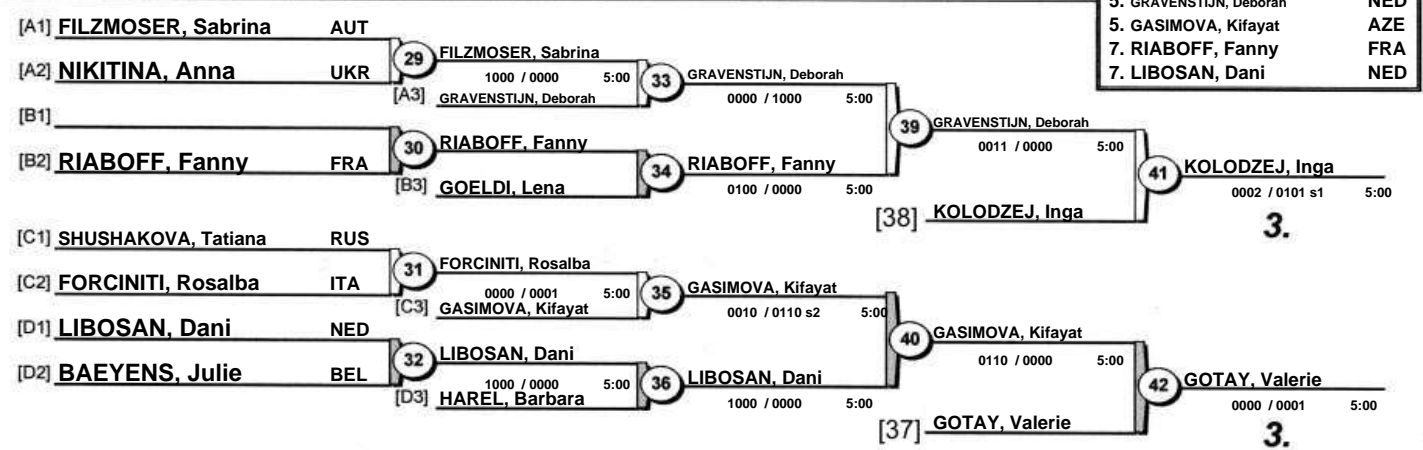 5. GRAVENSTIJN, Deborah NED
5. GASIMOVA, Kifayat AZE
7. RIABOFF, Fanny FRA
7. LIBOSAN, Dani NED
[A1] FILZMOSER, Sabrina AUT
[A2] NIKITINA, Anna UKR
29
FILZMOSER, Sabrina
1000 / 0000 5:00
[A3] GRAVENSTIJN, Deborah
33
GRAVENSTIJN, Deborah
0000 / 1000 5:00
[B1]
[B2] RIABOFF, Fanny FRA
30
RIABOFF, Fanny
[B3] GOELDI, Lena
34
RIABOFF, Fanny
0100 / 0000 5:00
39
GRAVENSTIJN, Deborah
0011 / 0000 5:00
[38] KOLODZEJ, Inga
41
KOLODZEJ, Inga
0002 / 0101 s1 5:00
3.
[C1] SHUSHAKOVA, Tatiana RUS
[C2] FORCINITI, Rosalba ITA
31
FORCINITI, Rosalba
0000 / 0001 5:00
[C3] GASIMOVA, Kifayat
35
GASIMOVA, Kifayat
0010 / 0110 s2 5:00
[D1] LIBOSAN, Dani NED
[D2] BAEYENS, Julie BEL
32
LIBOSAN, Dani
1000 / 0000 5:00
[D3] HAREL, Barbara
36
LIBOSAN, Dani
1000 / 0000 5:00
40
GASIMOVA, Kifayat
0110 / 0000 5:00
[37] GOTAY, Valerie
42
GOTAY, Valerie
0000 / 0001 5:00
3.